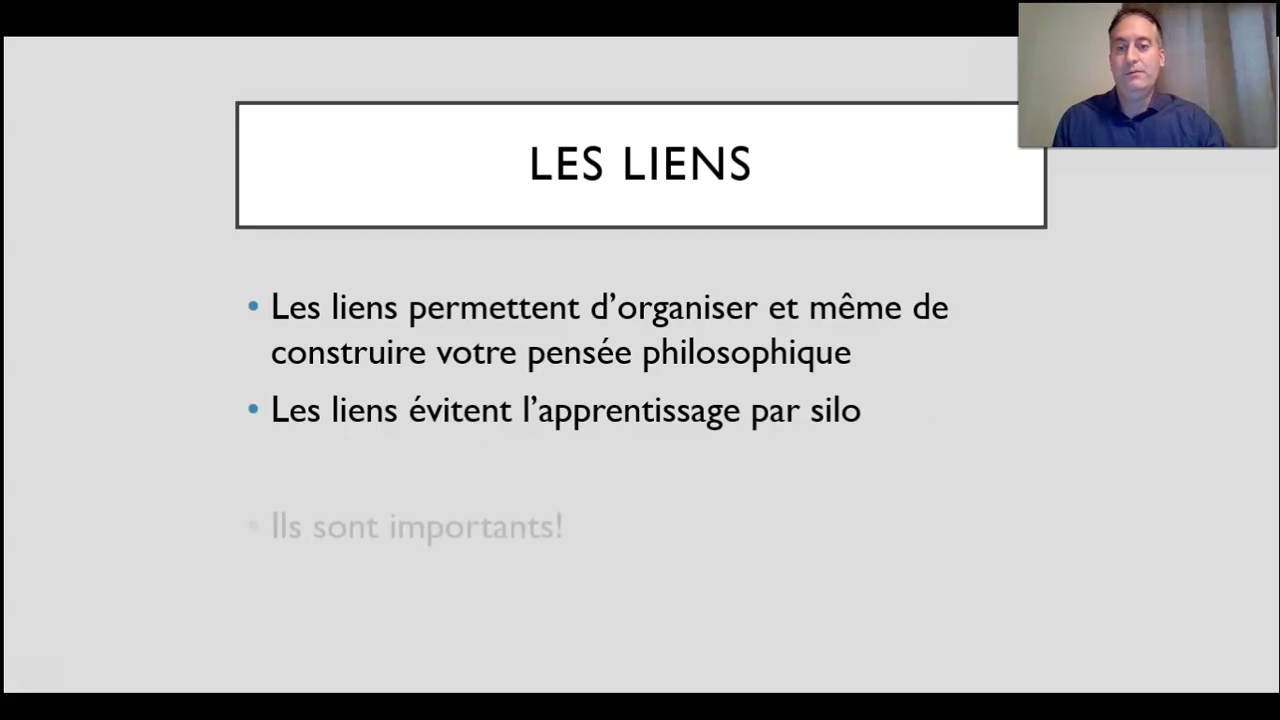 LES LIENS
• Les liens permettent d’organiser et même de
construire votre pensée philosophique
• Les liens évitent l’apprentissage par silo
• Ils sont importants!